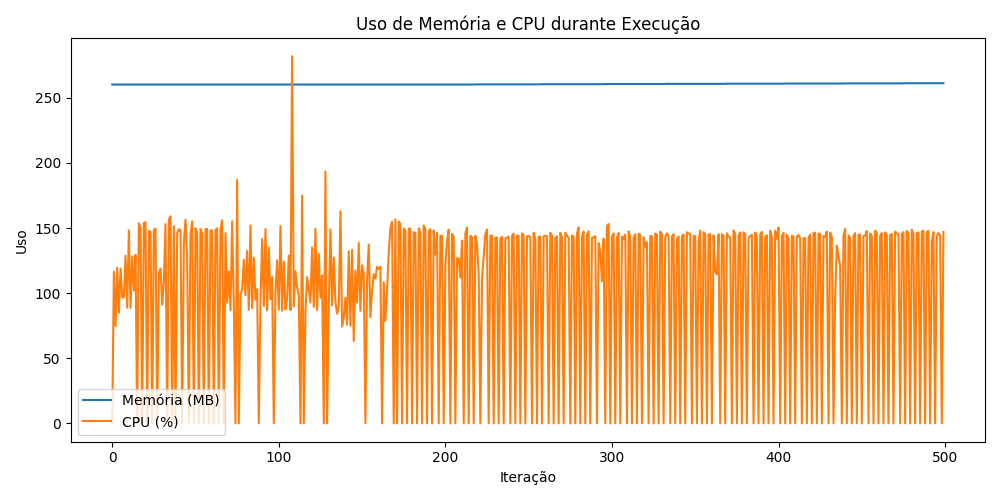 Uso de Memória e CPU durante Execução
Uso
250
200
150
100
50
0
Memória (MB)
CPU (%)
0 100 200 300 400 500
Iteração